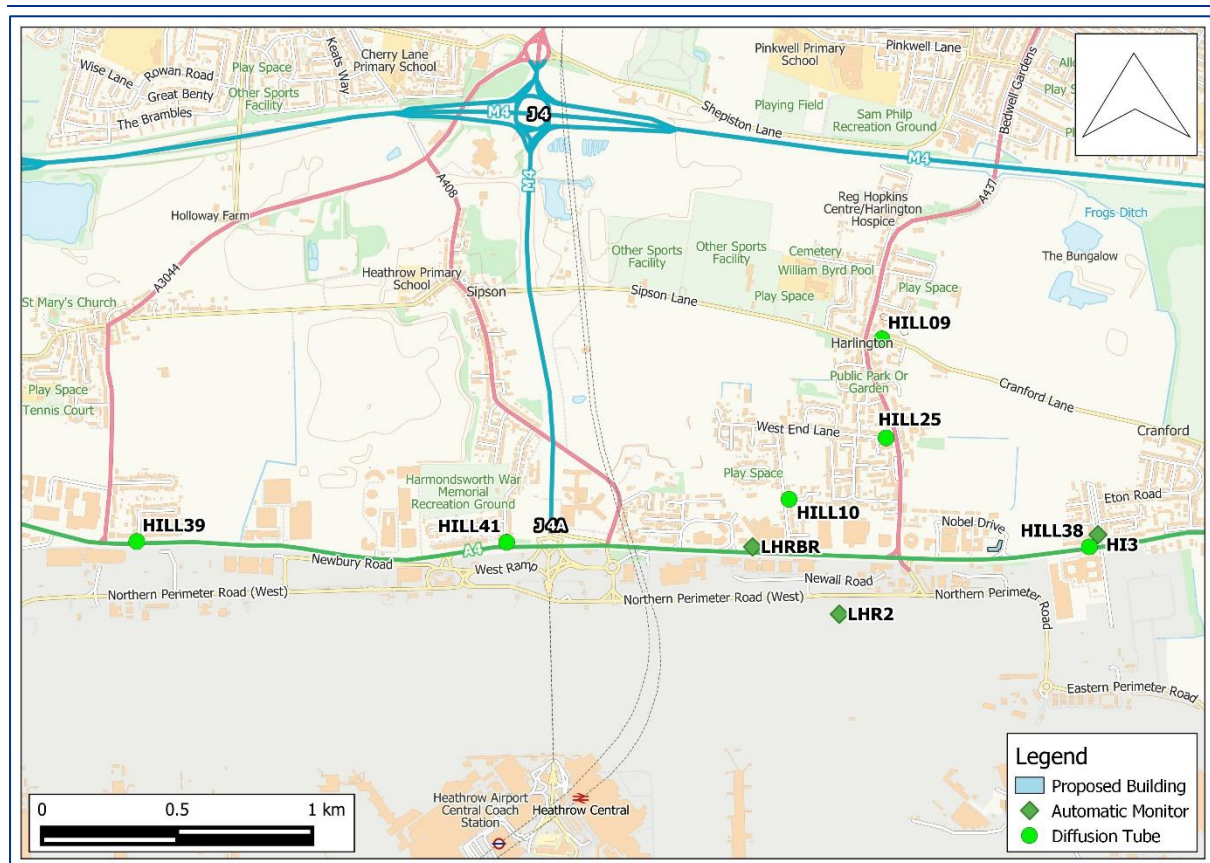 Wise Lane
Rowan Road
Great Benty
The Brambles
Play Space
Other Sports
Facility
Keats Way
Cherry Lane
Primary School
M4
J4
M4
Shepiston Lane
Pinkwell Primary
School
Pinkwell Lane
Playing Field
Sam Philp
Recreation Ground
Bedwell Gardens
M4
A437
Holloway Farm
A408
A3044
Reg Hopkins
Centre/Harlington
Hospice
Frogs Ditch
The Bungalow
Heathrow Primary
School
Sipson
Other Sports
Facility
Other Sports
Facility
Cemetery
William Byrd Pool
Play Space
Play Space
St Mary's Church
Sipson Lane
HILL09
Harlington
Public Park Or
Garden
Cranford Lane
Play Space
Tennis Court
HILL25
West End Lane
Cranford
Play Space
Harmondsworth War
Memorial
Recreation Ground
Eton Road
HILL10
HILL39
HILL41
J4A
A4
LHRBR
Nobel Drive
HILL38
HI3
Newbury Road
West Ramp
Newall Road
Northern Perimeter Road (West)
Northern Perimeter Road (West)
Northern Perimeter
Road
LHR2
Eastern Perimeter Road
Heathrow Airport
Central Coach
Station
Heathrow Central
0
0.5
1 km
Legend
Proposed Building
Automatic Monitor
Diffusion Tube